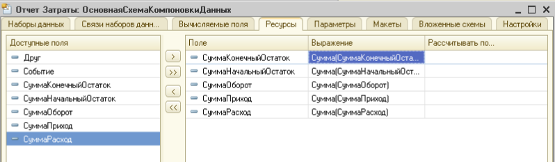 Отчет Затраты: ОсновнаяСхемаКомпоновкиДанных
Наборы данных Связи наборов данн... Вычисляемые поля Ресурсы Параметры Макеты Вложенные схемы Настройки
Доступные поля Поле Выражение Рассчитывать по...
Друг СуммаКонечныйОстаток Сумма(СуммаКонечныйОста...
Событие СуммаНачальныйОстаток Сумма(СуммаНачальныйОст...
СуммаКонечныйОстаток СуммаОборот Сумма(СуммаОборот)
СуммаНачальныйОстаток СуммаПриход Сумма(СуммаПриход)
СуммаОборот СуммаРасход Сумма(СуммаРасход)
СуммаПриход
СуммаРасход